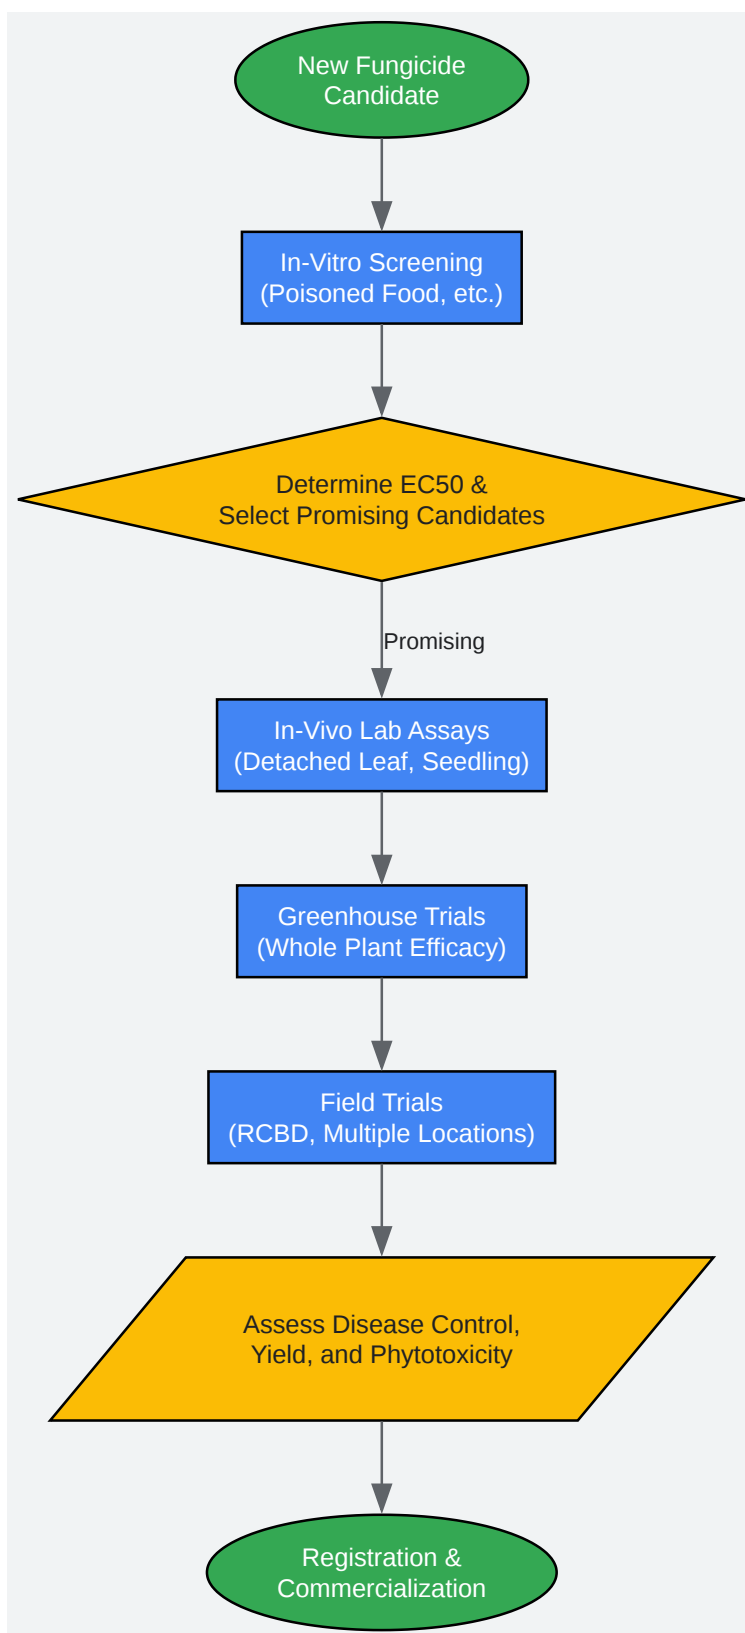 New Fungicide
Candidate
In-Vitro Screening
(Poisoned Food, etc.)
Determine EC50 &
Select Promising Candidates
Promising
In-Vivo Lab Assays
(Detached Leaf, Seedling)
Greenhouse Trials
(Whole Plant Efficacy)
Field Trials
(RCBD, Multiple Locations)
Assess Disease Control,
Yield, and Phytotoxicity
Registration &
Commercialization